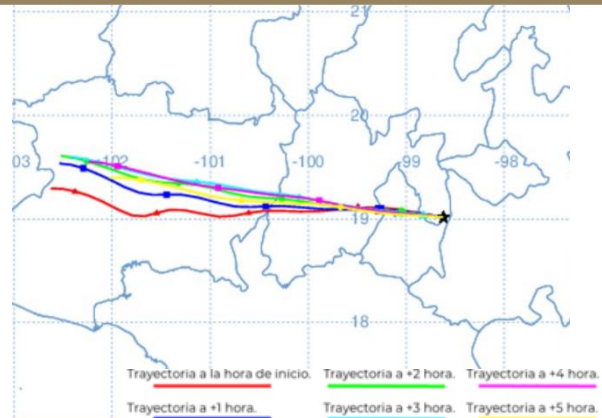 21
20
03 -102 -101 -100 -99 -98
19
18
Trayectoria a la hora de inicio. Trayectoria a +2 hora. Trayectoria a +4 hora.
Trayectoria a +1 hora. Trayectoria a +3 hora. Trayectoria a +5 hora.